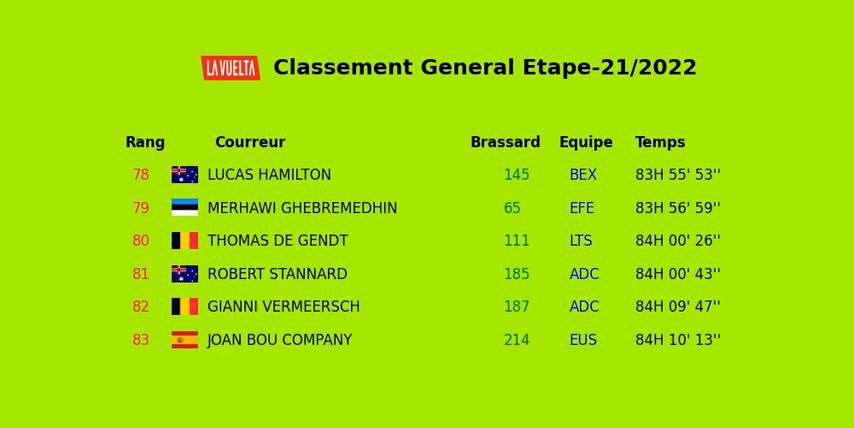 LA VUELTA Classement General Etape-21/2022
Rang Courreur Brassard Equipe Temps
78 LUCAS HAMILTON 145 BEX 83H 55' 53''
79 MERHAWI GHEBREMEDHIN 65 EFE 83H 56' 59''
80 THOMAS DE GENDT 111 LTS 84H 00' 26''
81 ROBERT STANNARD 185 ADC 84H 00' 43''
82 GIANNI VERMEERSCH 187 ADC 84H 09' 47''
83 JOAN BOU COMPANY 214 EUS 84H 10' 13''